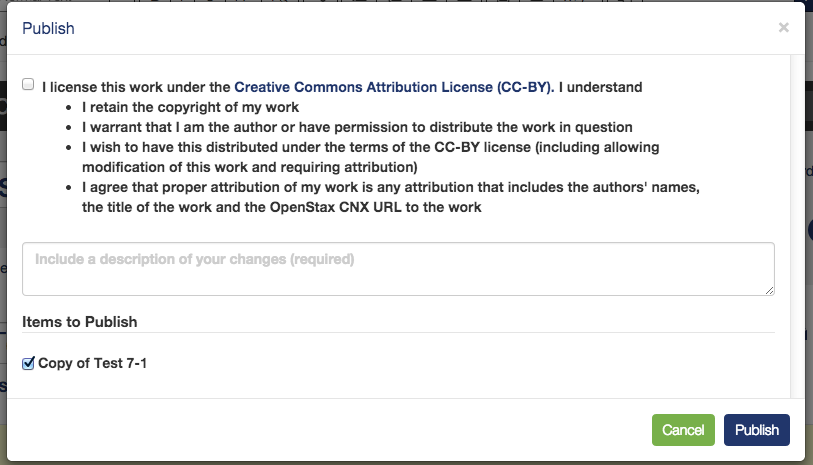 Publish
×
I license this work under the Creative Commons Attribution License (CC-BY). I understand
• I retain the copyright of my work
• I warrant that I am the author or have permission to distribute the work in question
• I wish to have this distributed under the terms of the CC-BY license (including allowing
modification of this work and requiring attribution)
• I agree that proper attribution of my work is any attribution that includes the authors' names,
the title of the work and the OpenStax CNX URL to the work
Include a description of your changes (required)
Items to Publish
Copy of Test 7-1
Cancel Publish